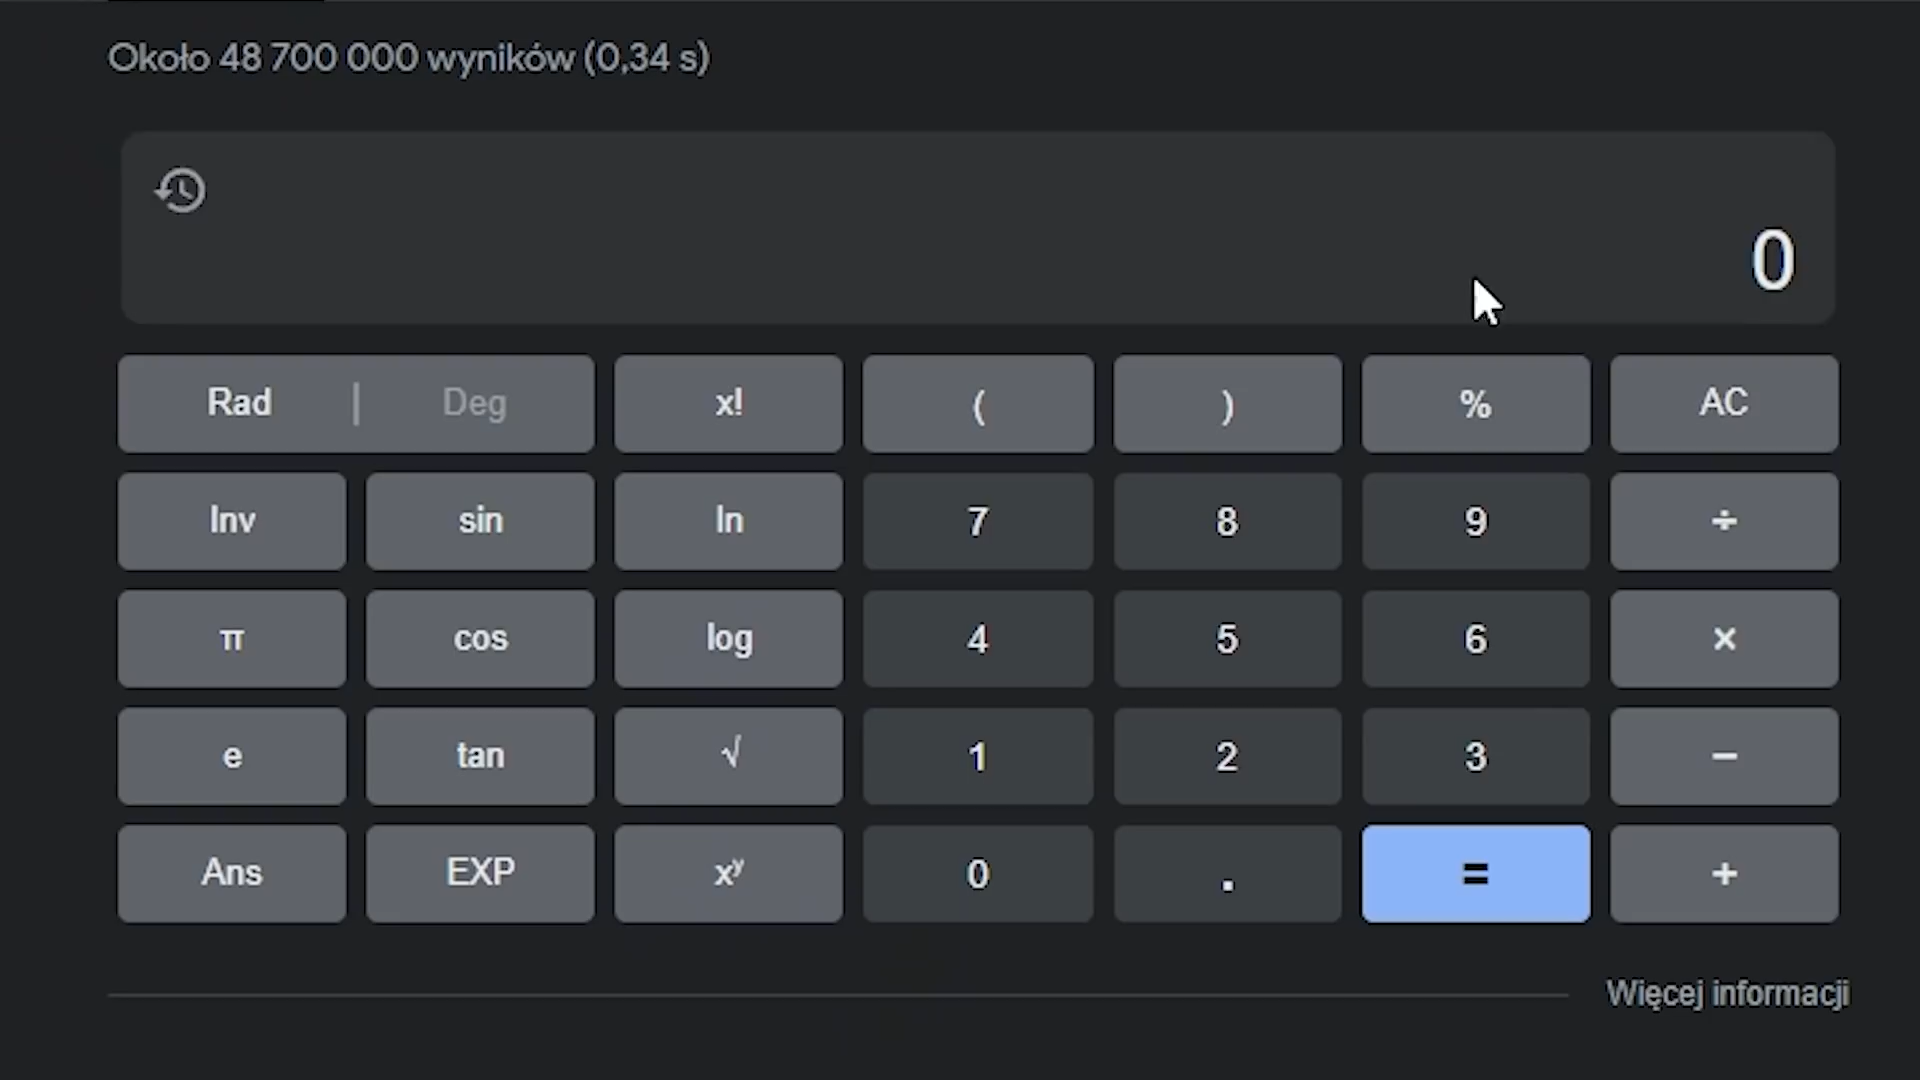 Około 48 700 000 wyników (0,34 s)
0
Rad | Deg x! ( ) % AC
Inv sin ln 7 8 9 ÷
π cos log 4 5 6 ×
e tan √ 1 2 3 −
Ans EXP xʸ 0 . = +
Więcej informacji